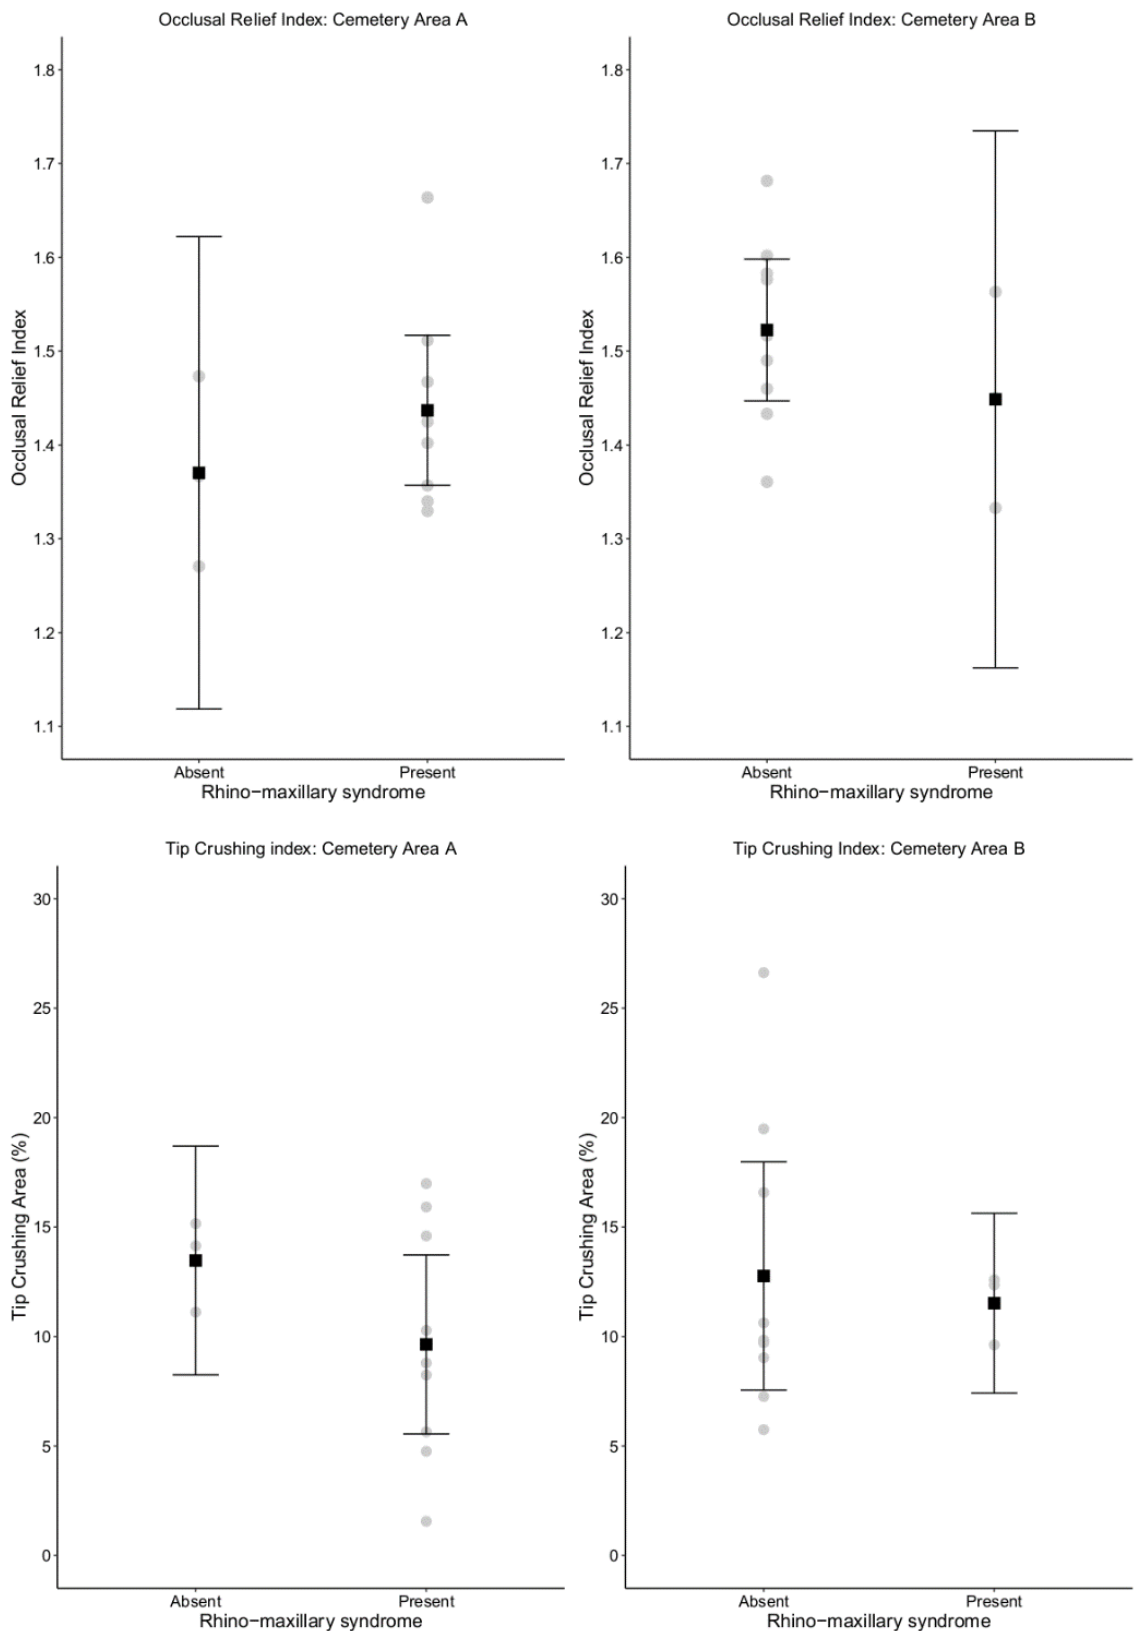 Occlusal Relief Index: Cemetery Area A
Occlusal Relief Index
1.8
1.7
1.6
1.5
1.4
1.3
1.2
1.1
Absent Present
Rhino−maxillary syndrome
Occlusal Relief Index: Cemetery Area B
Occlusal Relief Index
1.8
1.7
1.6
1.5
1.4
1.3
1.2
1.1
Absent Present
Rhino−maxillary syndrome
Tip Crushing index: Cemetery Area A
Tip Crushing Area (%)
30
25
20
15
10
5
0
Absent Present
Rhino−maxillary syndrome
Tip Crushing Index: Cemetery Area B
Tip Crushing Area (%)
30
25
20
15
10
5
0
Absent Present
Rhino−maxillary syndrome